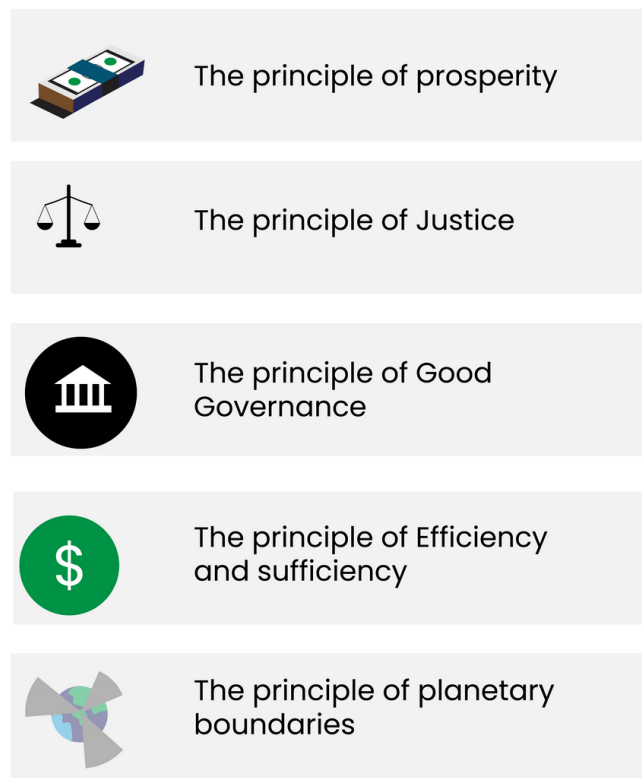 The principle of prosperity
The principle of Justice
The principle of Good
Governance
$
The principle of Efficiency
and sufficiency
The principle of planetary
boundaries